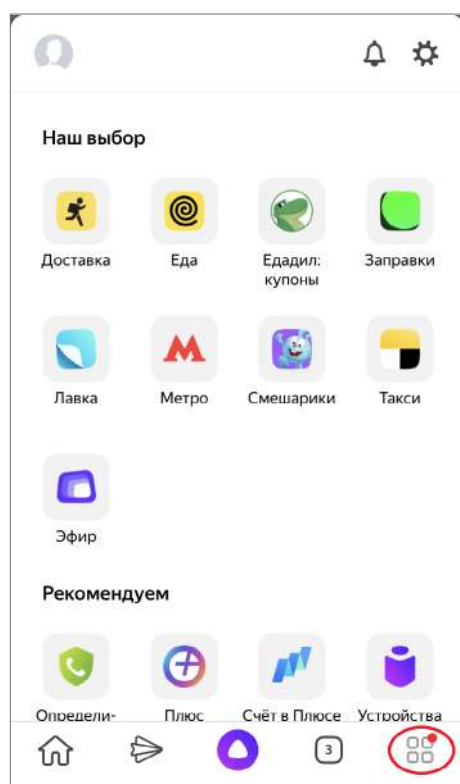 Наш выбор
Доставка Еда Едадил: Заправки
купоны
Лавка Метро Смешарики Такси
Эфир
Рекомендуем
Определи- Плюс Счёт в Плюсе Устройства
3